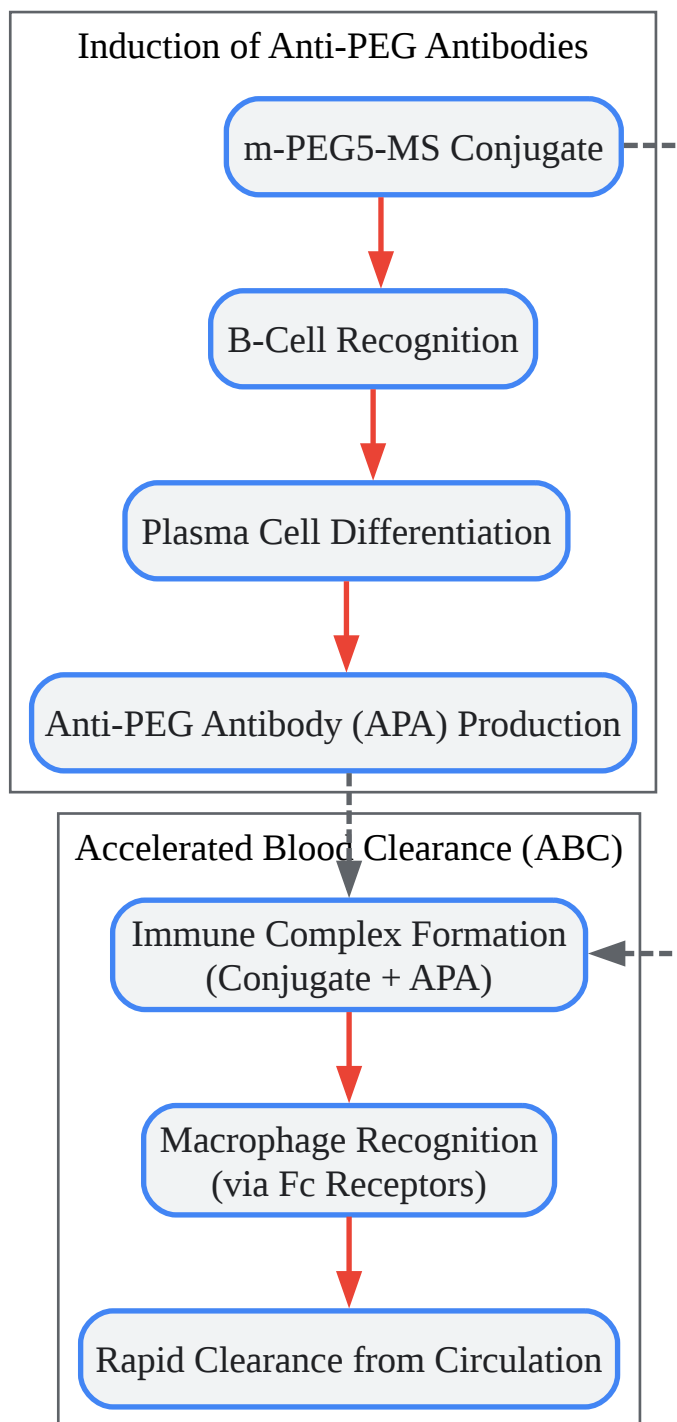 Induction of Anti-PEG Antibodies
m-PEG5-MS Conjugate
B-Cell Recognition
Plasma Cell Differentiation
Anti-PEG Antibody (APA) Production
Accelerated Blood Clearance (ABC)
Immune Complex Formation
(Conjugate + APA)
Macrophage Recognition
(via Fc Receptors)
Rapid Clearance from Circulation